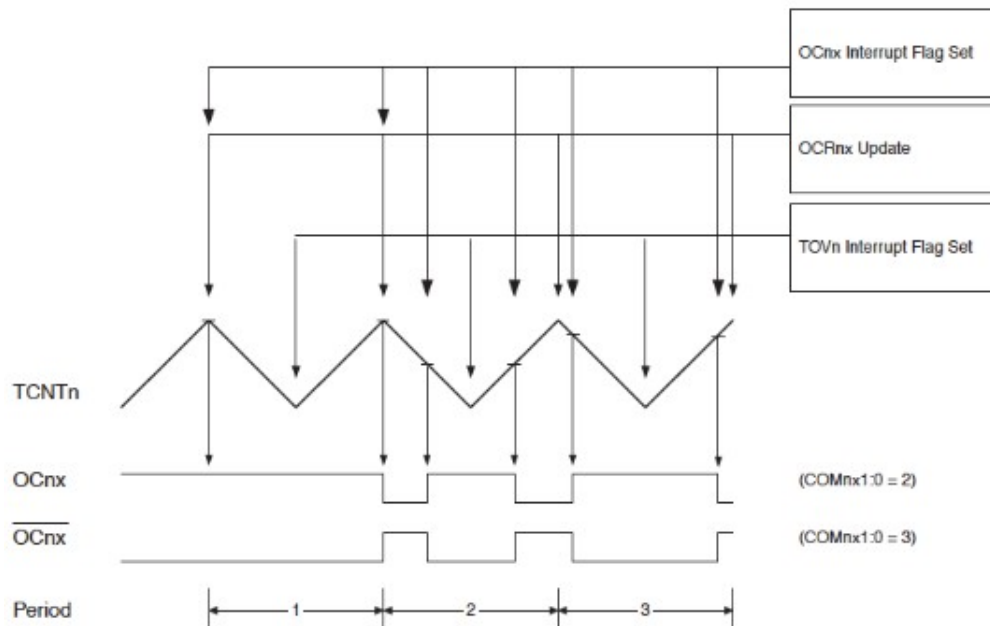 OCnx Interrupt Flag Set
OCRnx Update
TOVn Interrupt Flag Set
TCNTn
OCnx (COMnx1:0 = 2)
OCnx (COMnx1:0 = 3)
Period 1 2 3